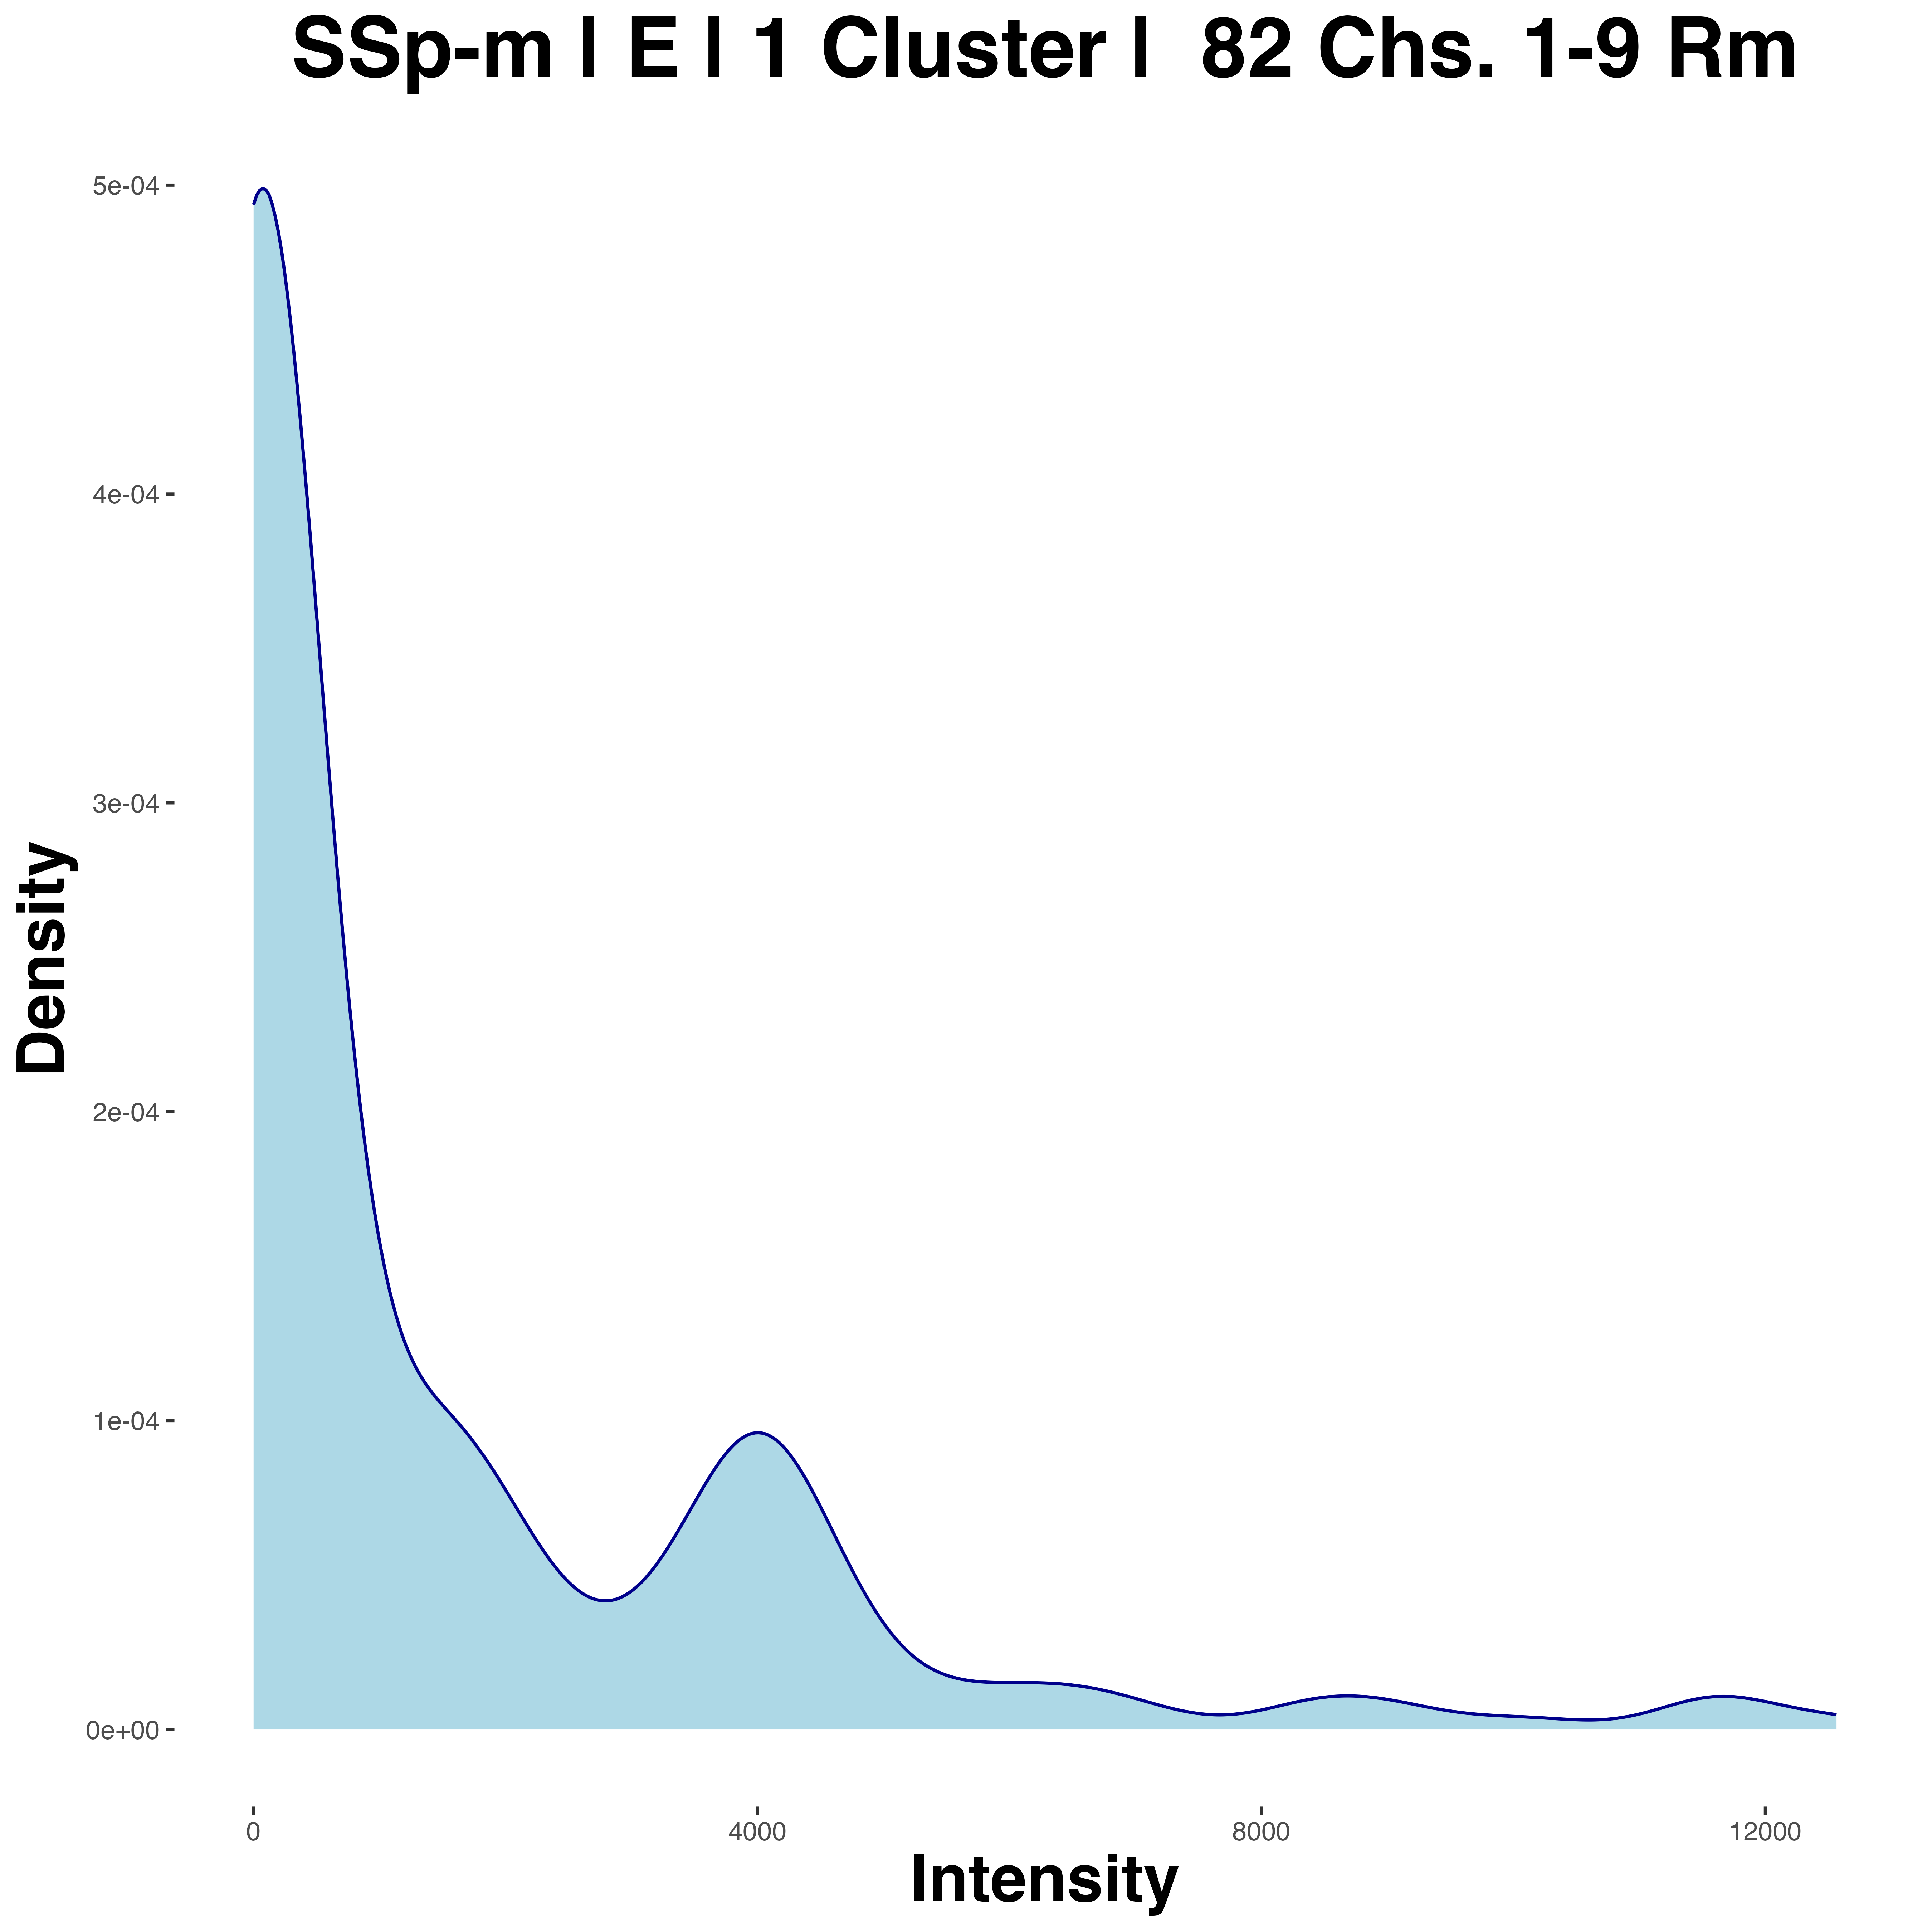 SSp-m | E | 1 Cluster |  82 Chs. 1-9 Rm
5e-04
4e-04
3e-04
2e-04
1e-04
0e+00
Density
0 4000 8000 12000
Intensity